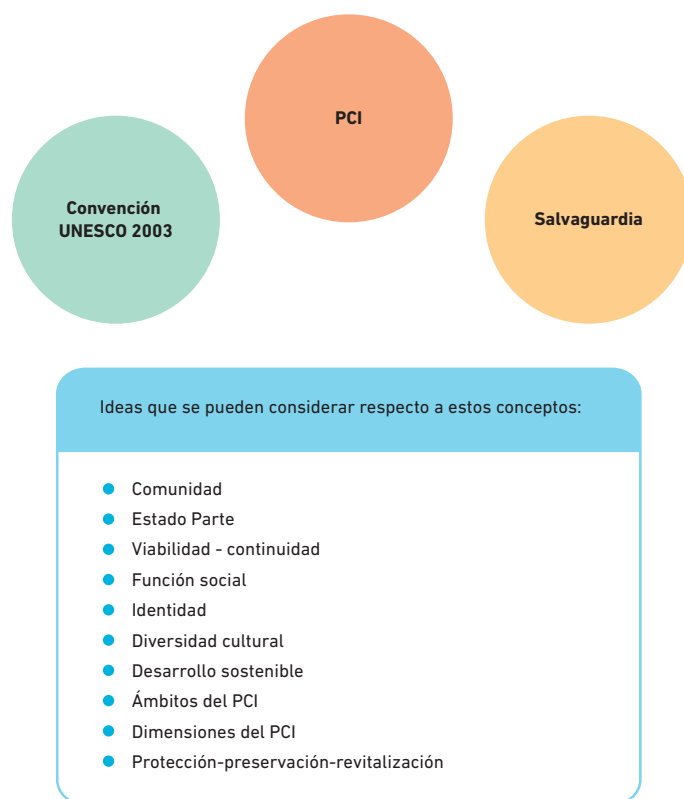 PCI
Convención
UNESCO 2003
Salvaguardia
Ideas que se pueden considerar respecto a estos conceptos:
Comunidad
Estado Parte
Viabilidad - continuidad
Función social
Identidad
Diversidad cultural
Desarrollo sostenible
Ámbitos del PCI
Dimensiones del PCI
Protección-preservación-revitalización